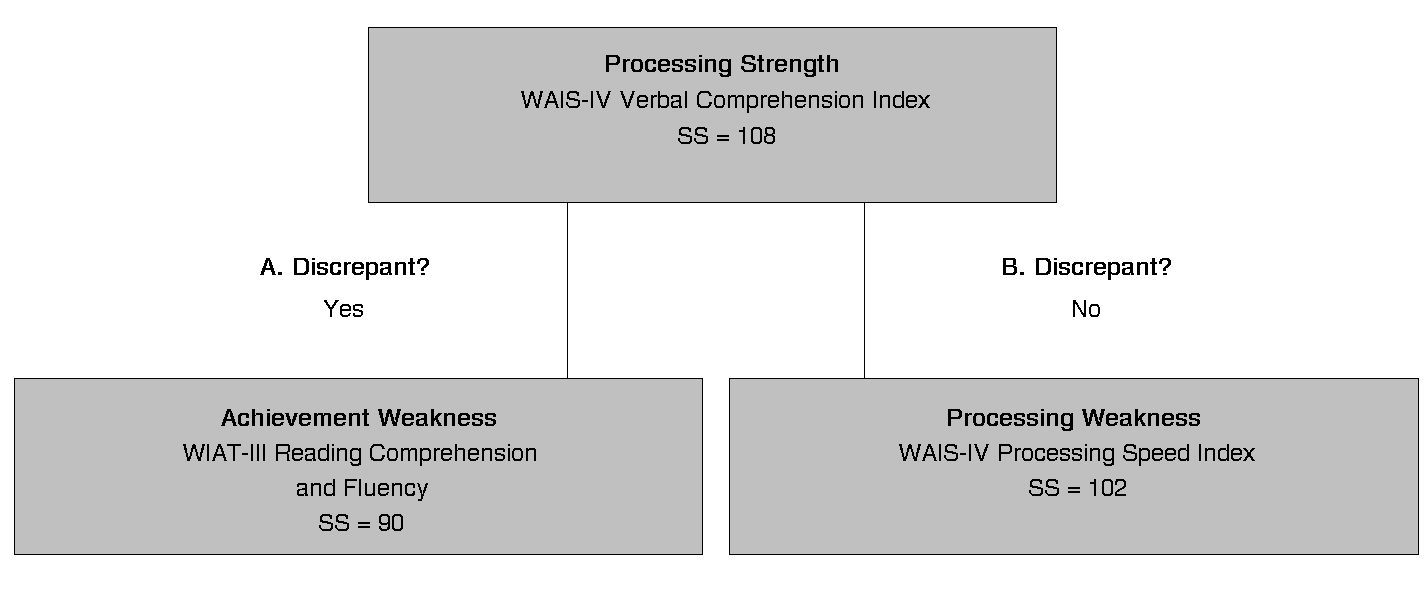 Processing Strength
WAIS-IV Verbal Comprehension Index
SS = 108
A. Discrepant?
Yes
B. Discrepant?
No
Achievement Weakness
WIAT-III Reading Comprehension
and Fluency
SS = 90
Processing Weakness
WAIS-IV Processing Speed Index
SS = 102